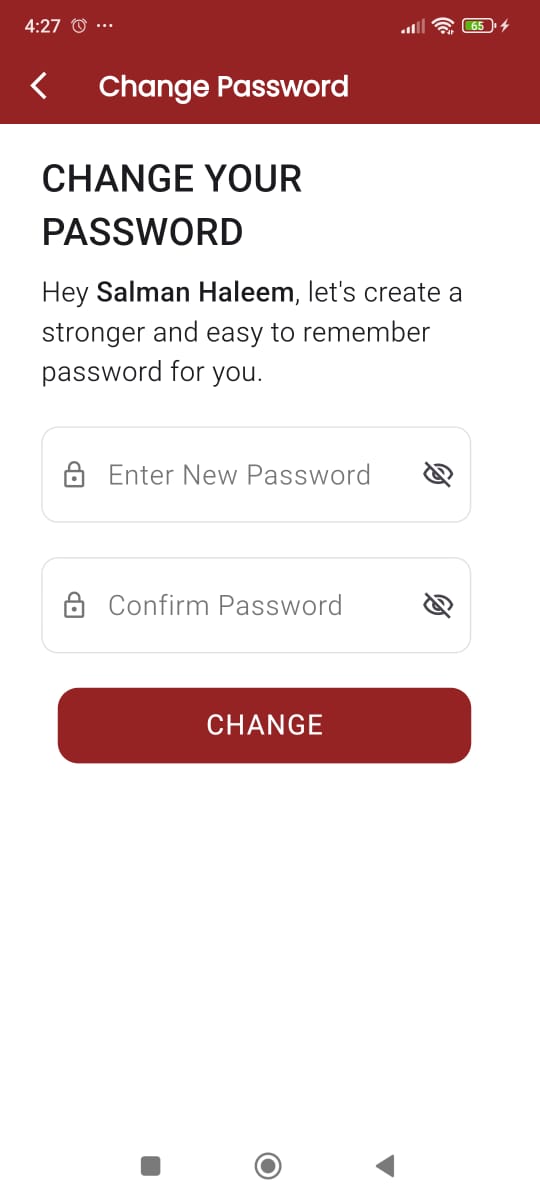 4:27
65
Change Password
CHANGE YOUR
PASSWORD
Hey Salman Haleem, let's create a
stronger and easy to remember
password for you.
Enter New Password
Confirm Password
CHANGE